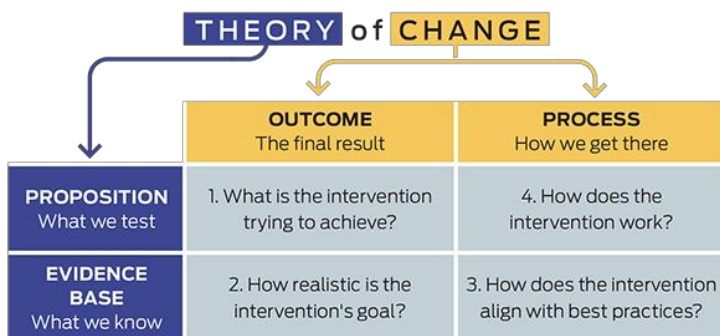 THEORY of CHANGE
OUTCOME
The final result
PROCESS
How we get there
PROPOSITION
What we test
1. What is the intervention
trying to achieve?
4. How does the
intervention work?
EVIDENCE
BASE
What we know
2. How realistic is the
intervention's goal?
3. How does the intervention
align with best practices?